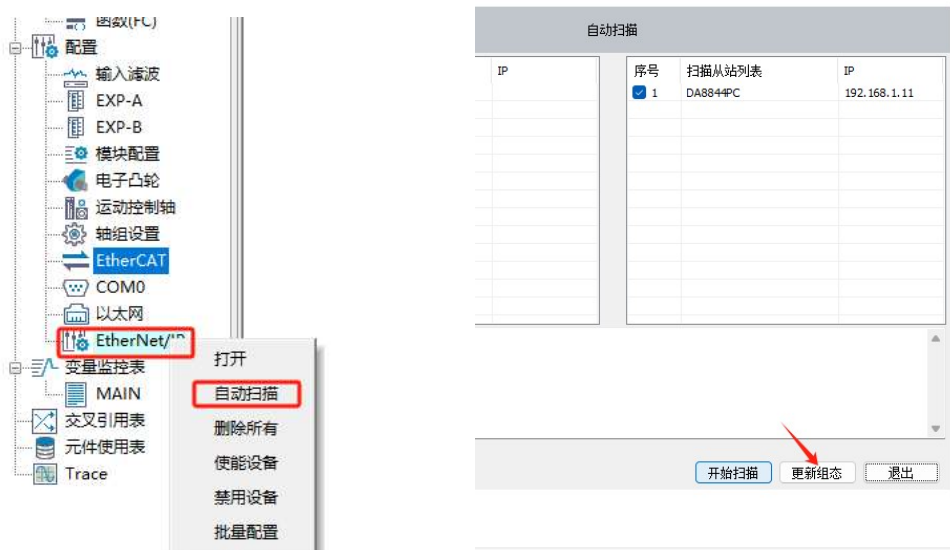 函数(FC)
配置
输入滤波
EXP-A
EXP-B
模块配置
电子凸轮
运动控制轴
轴组设置
EtherCAT
COM0
以太网
EtherNet/IP
变量监控表
MAIN
交叉引用表
元件使用表
Trace
打开
自动扫描
删除所有
使能设备
禁用设备
批量配置
自动扫描
IP
序号 扫描从站列表 IP
1 DA8844PC 192.168.1.11
开始扫描 更新组态 退出